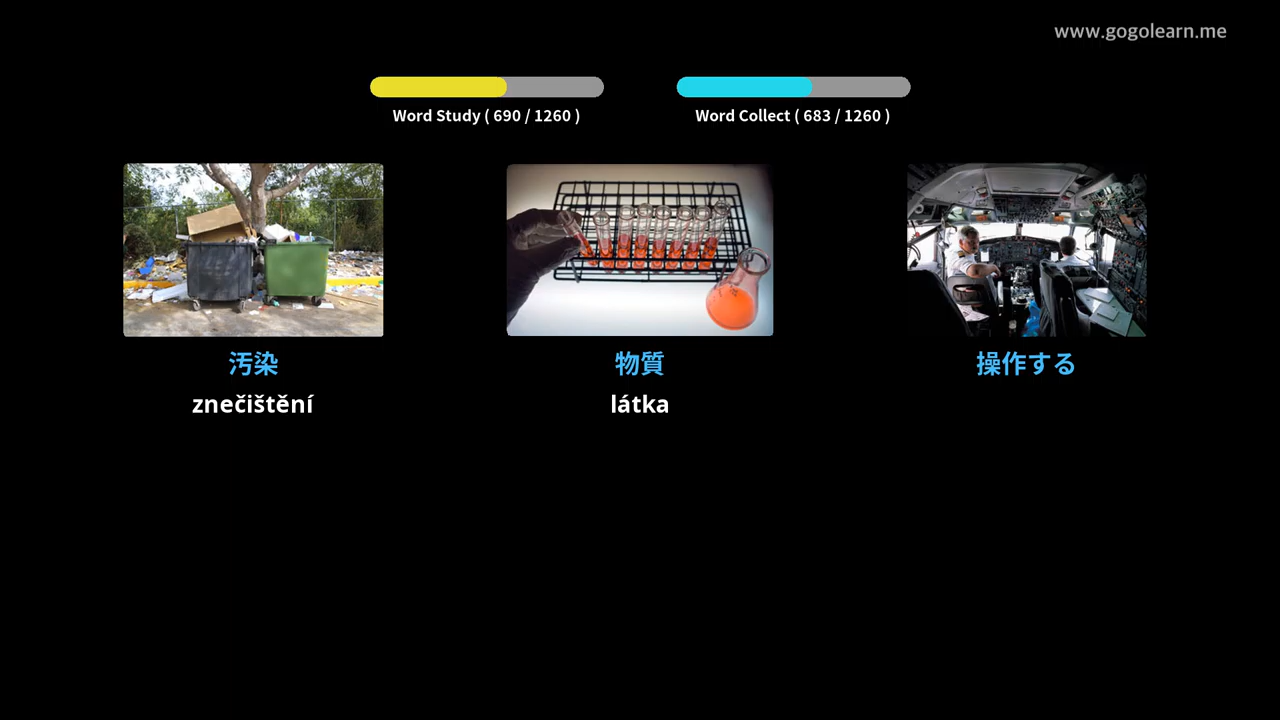 www.gogolearn.me
Word Study ( 690 / 1260 )
Word Collect ( 683 / 1260 )
汚染
物質
操作する
znečištění
látka